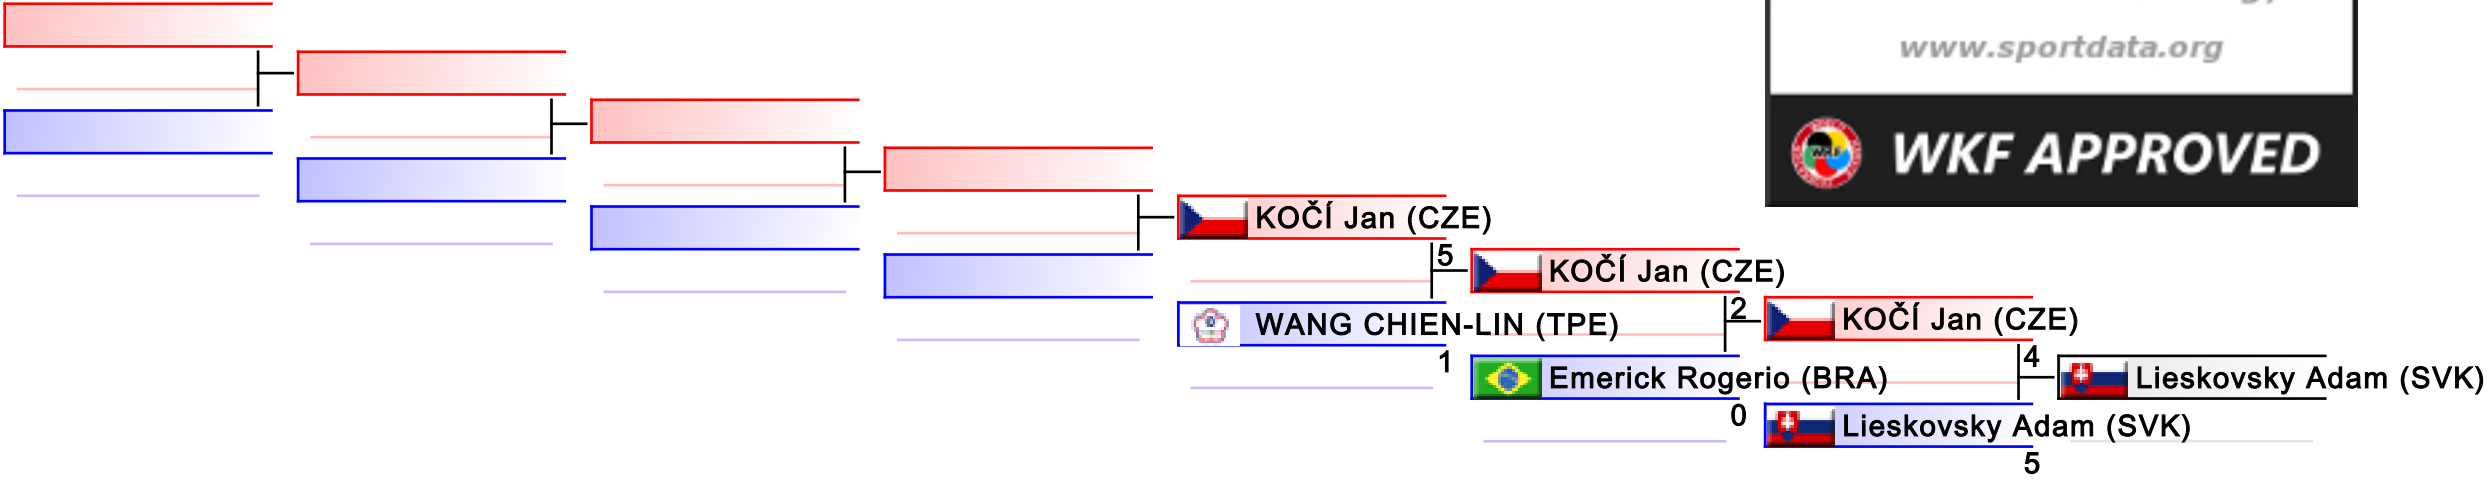 www.sportdata.org
WKF APPROVED
KOČÍ Jan (CZE)
5
KOČÍ Jan (CZE)
WANG CHIEN-LIN (TPE)
2
KOČÍ Jan (CZE)
1
4
Emerick Rogerio (BRA)
Lieskovsky Adam (SVK)
0
Lieskovsky Adam (SVK)
5